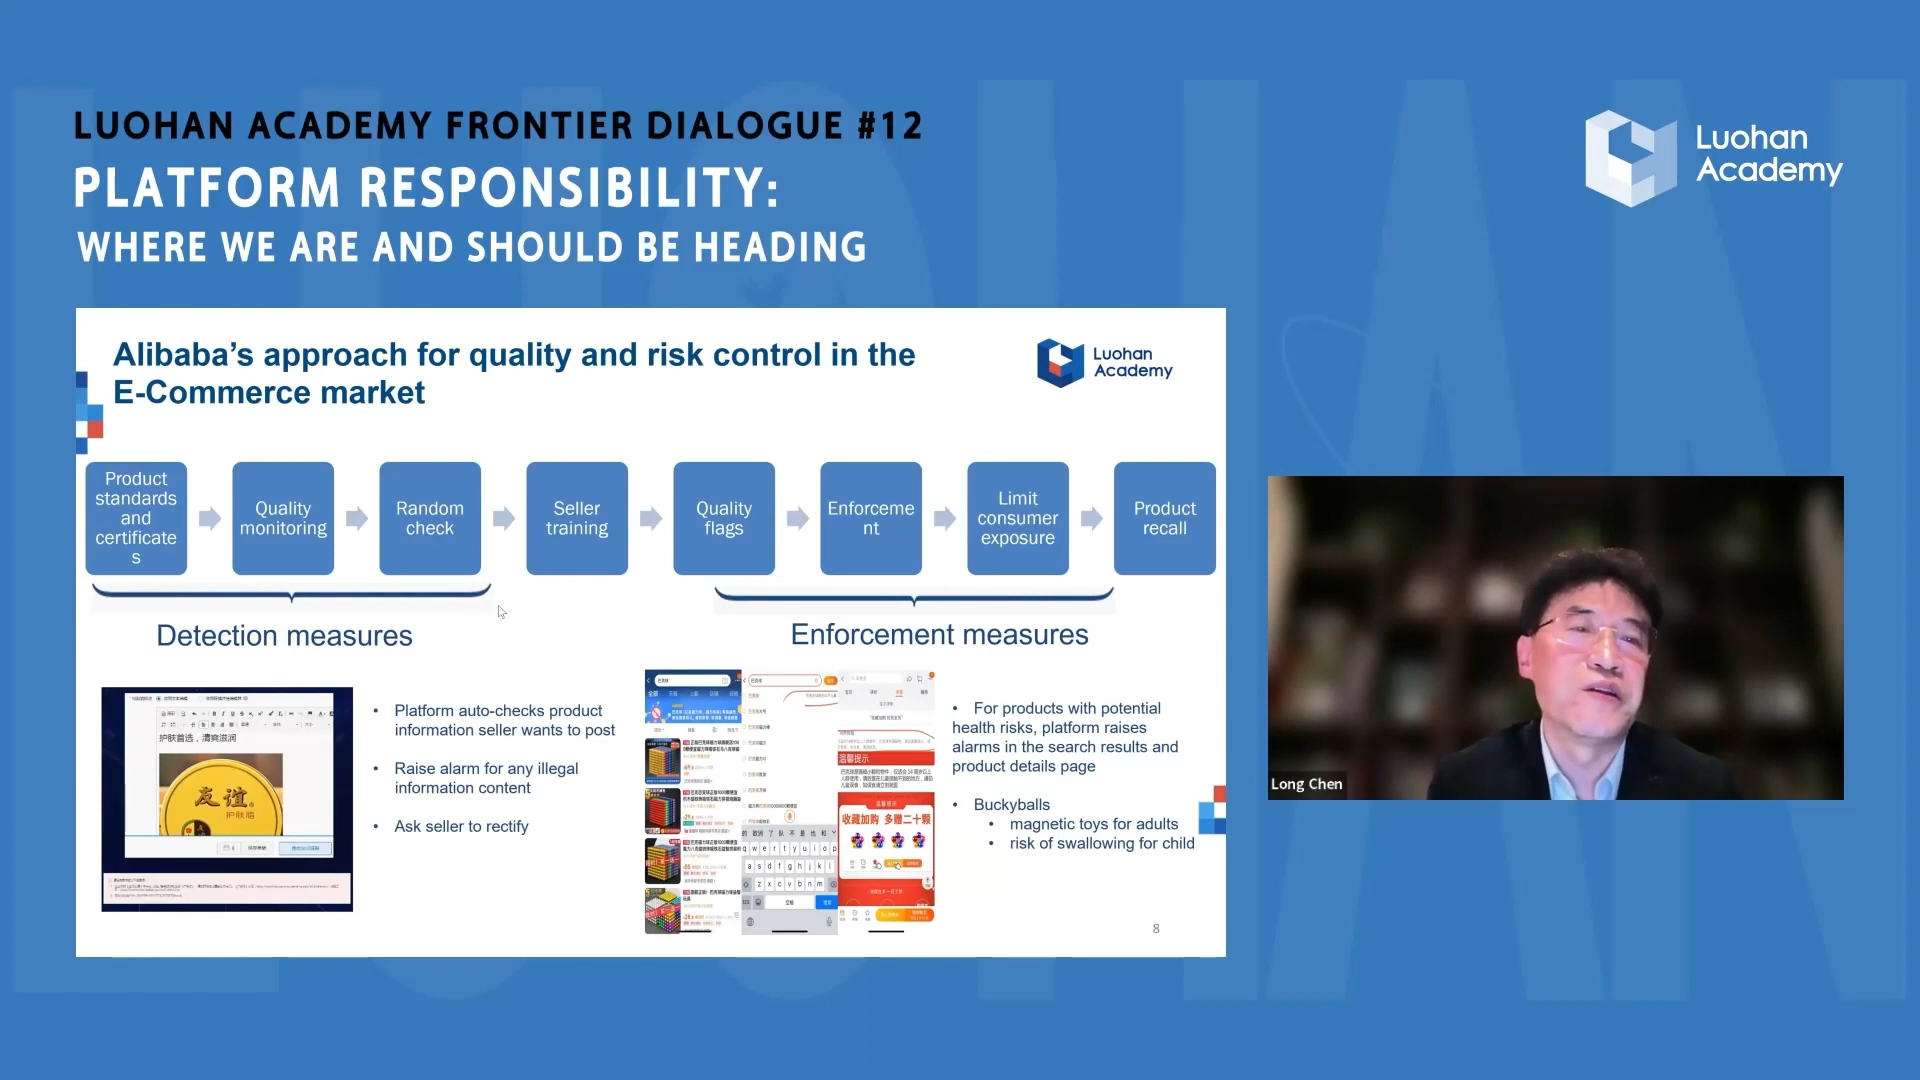 LUOHAN ACADEMY FRONTIER DIALOGUE #12
PLATFORM RESPONSIBILITY:
WHERE WE ARE AND SHOULD BE HEADING
Luohan
Academy
Alibaba’s approach for quality and risk control in the
E-Commerce market
Luohan
Academy
Product
standards
and
certificate
s
Quality
monitoring
Random
check
Seller
training
Quality
flags
Enforceme
nt
Limit
consumer
exposure
Product
recall
Detection measures
Enforcement measures
护肤首选，清爽滋润
友谊
护肤脂
• Platform auto-checks product
information seller wants to post
• Raise alarm for any illegal
information content
• Ask seller to rectify
巴克球
巴克球
温馨提示
收藏加购 多赠二十颗
q w e r t y u i o p
a s d f g h j k l
z x c v b n m
• For products with potential
health risks, platform raises
alarms in the search results and
product details page
• Buckyballs
• magnetic toys for adults
• risk of swallowing for child
8
Long Chen